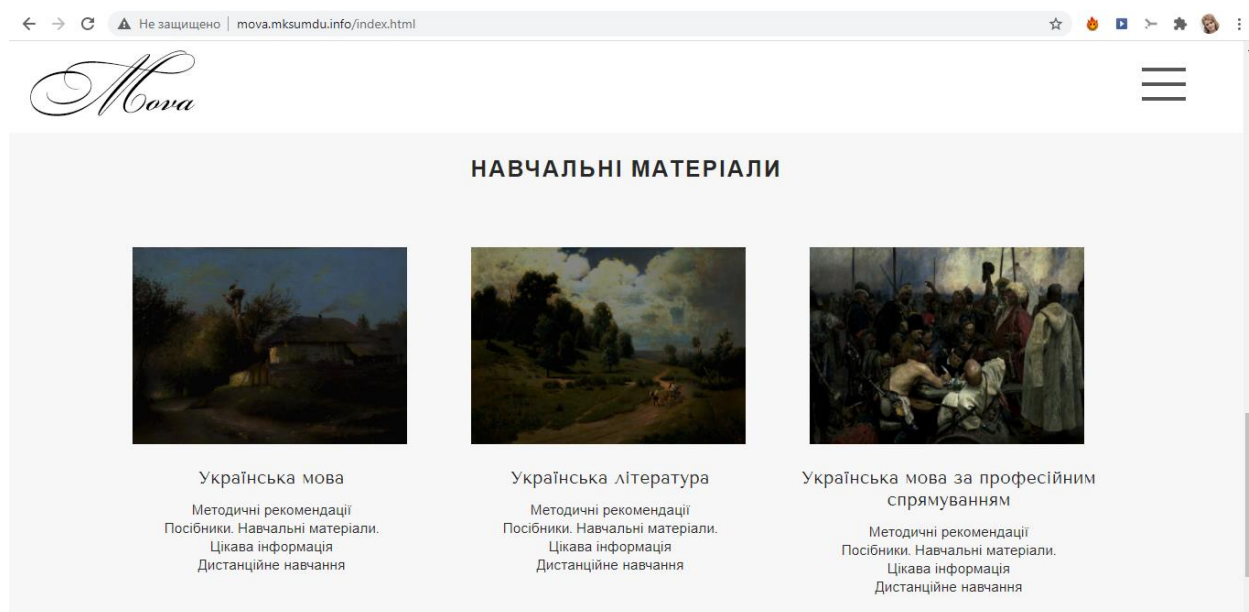 Не защищено | mova.mksumdu.info/index.html
Mova
НАВЧАЛЬНІ МАТЕРІАЛИ
Українська мова
Методичні рекомендації
Посібники. Навчальні матеріали.
Цікава інформація
Дистанційне навчання
Українська література
Методичні рекомендації
Посібники. Навчальні матеріали.
Цікава інформація
Дистанційне навчання
Українська мова за професійним
спрямуванням
Методичні рекомендації
Посібники. Навчальні матеріали.
Цікава інформація
Дистанційне навчання